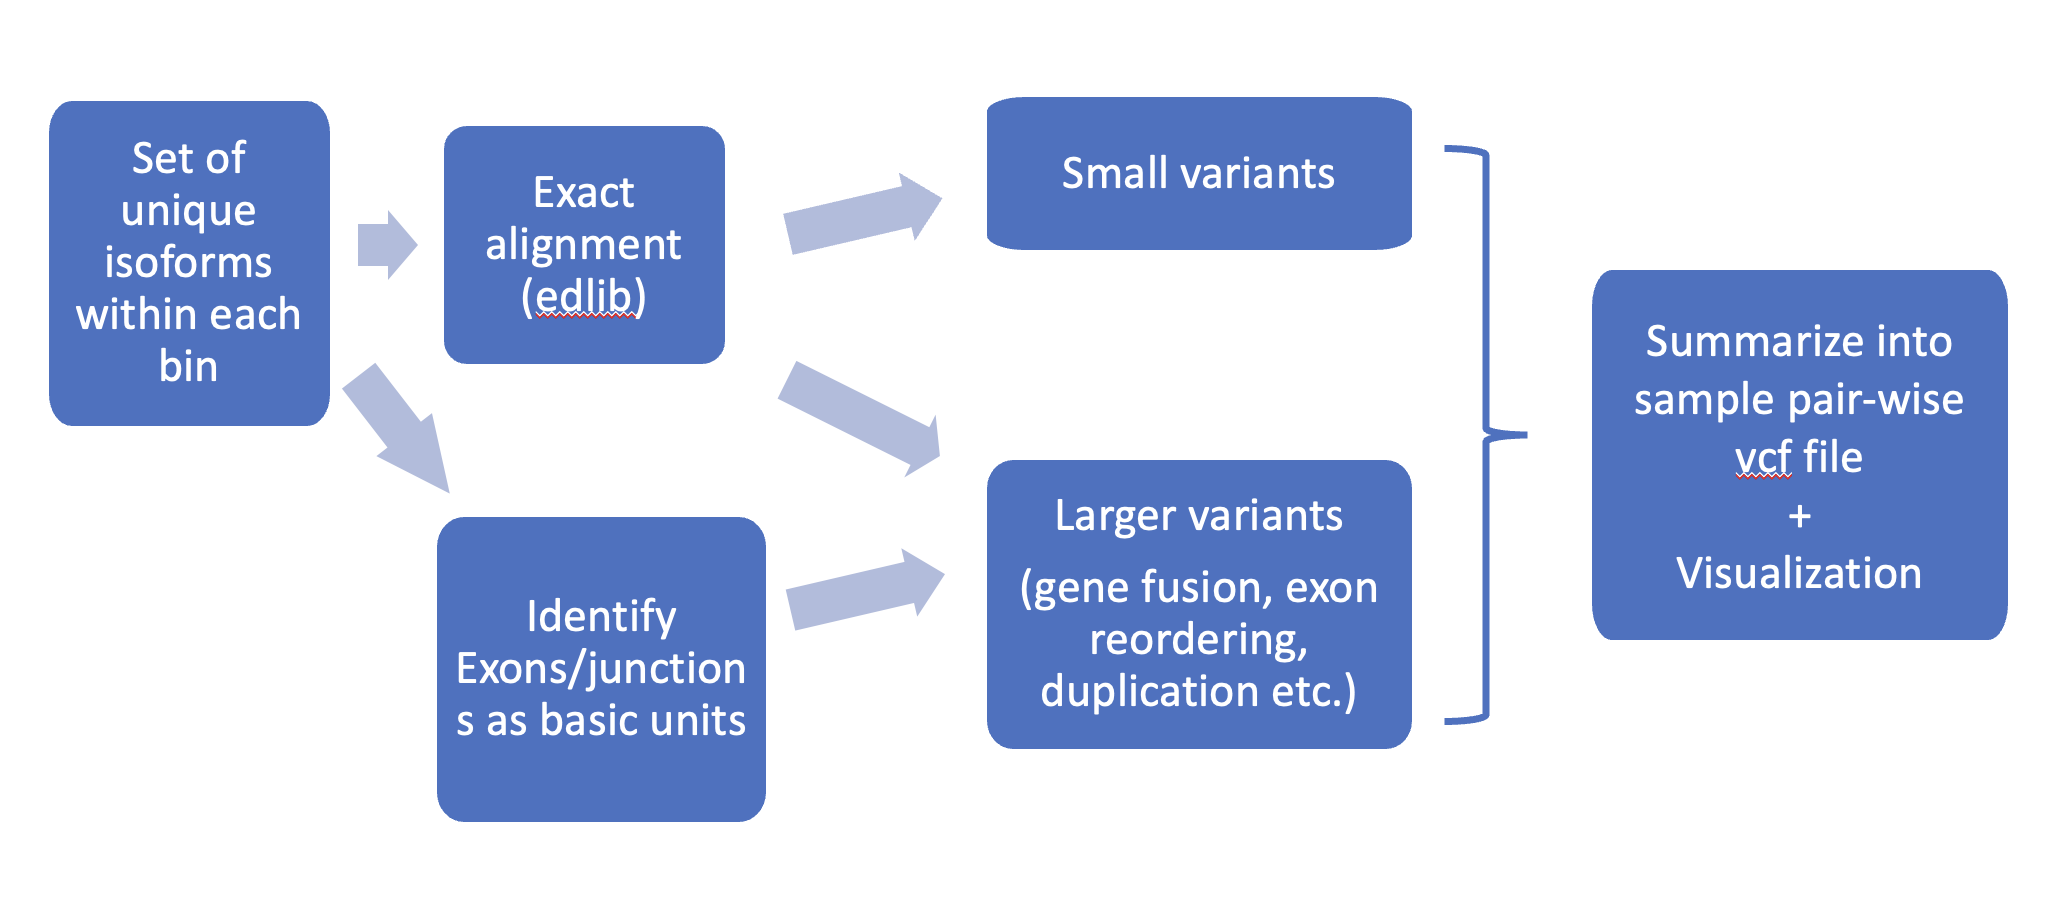 Set of
unique
isoforms
within each
bin
Exact
alignment
(edlib)
Identify
Exons/junction
s as basic units
Small variants
Larger variants
(gene fusion, exon
reordering,
duplication etc.)
Summarize into
sample pair-wise
vcf file
+
Visualization